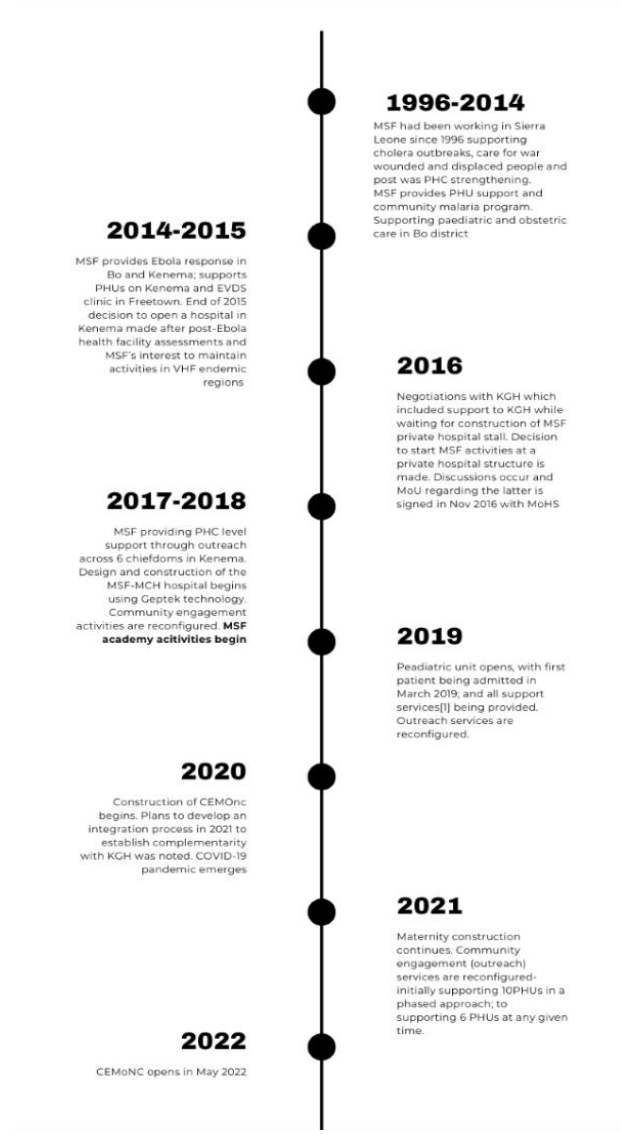 1996-2014
MSF had been working in Sierra
Leone since 1996 supporting
cholera outbreaks, care for war
wounded and displaced people and
post was PHC strengthening.
MSF provides PHU support and
community malaria program.
Supporting paediatric and obstetric
care in Bo district
2014-2015
MSF provides Ebola response in
Bo and Kenema; supports
PHUs on Kenema and EVDS
clinic in Freetown. End of 2015
decision to open a hospital in
Kenema made after post-Ebola
health facility assessments and
MSF's interest to maintain
activities in VHF endemic
regions
2016
Negotiations with KGH which
included support to KGH while
waiting for construction of MSF
private hospital stall. Decision
to start MSF activities at a
private hospital structure is
made. Discussions occur and
MoU regarding the latter is
signed in Nov 2016 with MoHS
2017-2018
MSF providing PHC level
support through outreach
across 6 chiefdoms in Kenema.
Design and construction of the
MSF-MCH hospital begins
using Geptek technology.
Community engagement
activities are reconfigured. MSF
academy acitivities begin
2019
Peadiatric unit opens, with first
patient being admitted in
March 2019; and all support
services[1] being provided.
Outreach services are
reconfigured.
2020
Construction of CEMOnc
begins. Plans to develop an
integration process in 2021 to
establish complementarity
with KGH was noted. COVID-19
pandemic emerges
2021
Maternity construction
continues. Community
engagement (outreach)
services are reconfigured-
initially supporting 10PHUs in a
phased approach; to
supporting 6 PHUs at any given
time.
2022
CEMoNC opens in May 2022